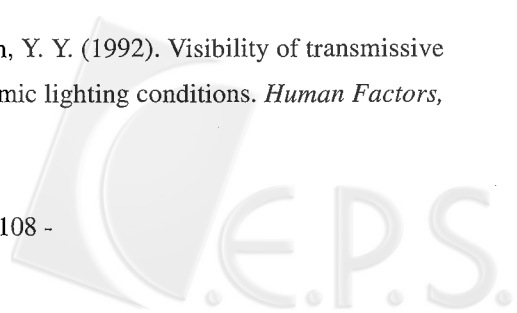 n, Y. Y. (1992). Visibility of transmissive
mic lighting conditions. Human Factors,
108 -
C.E.P.S.